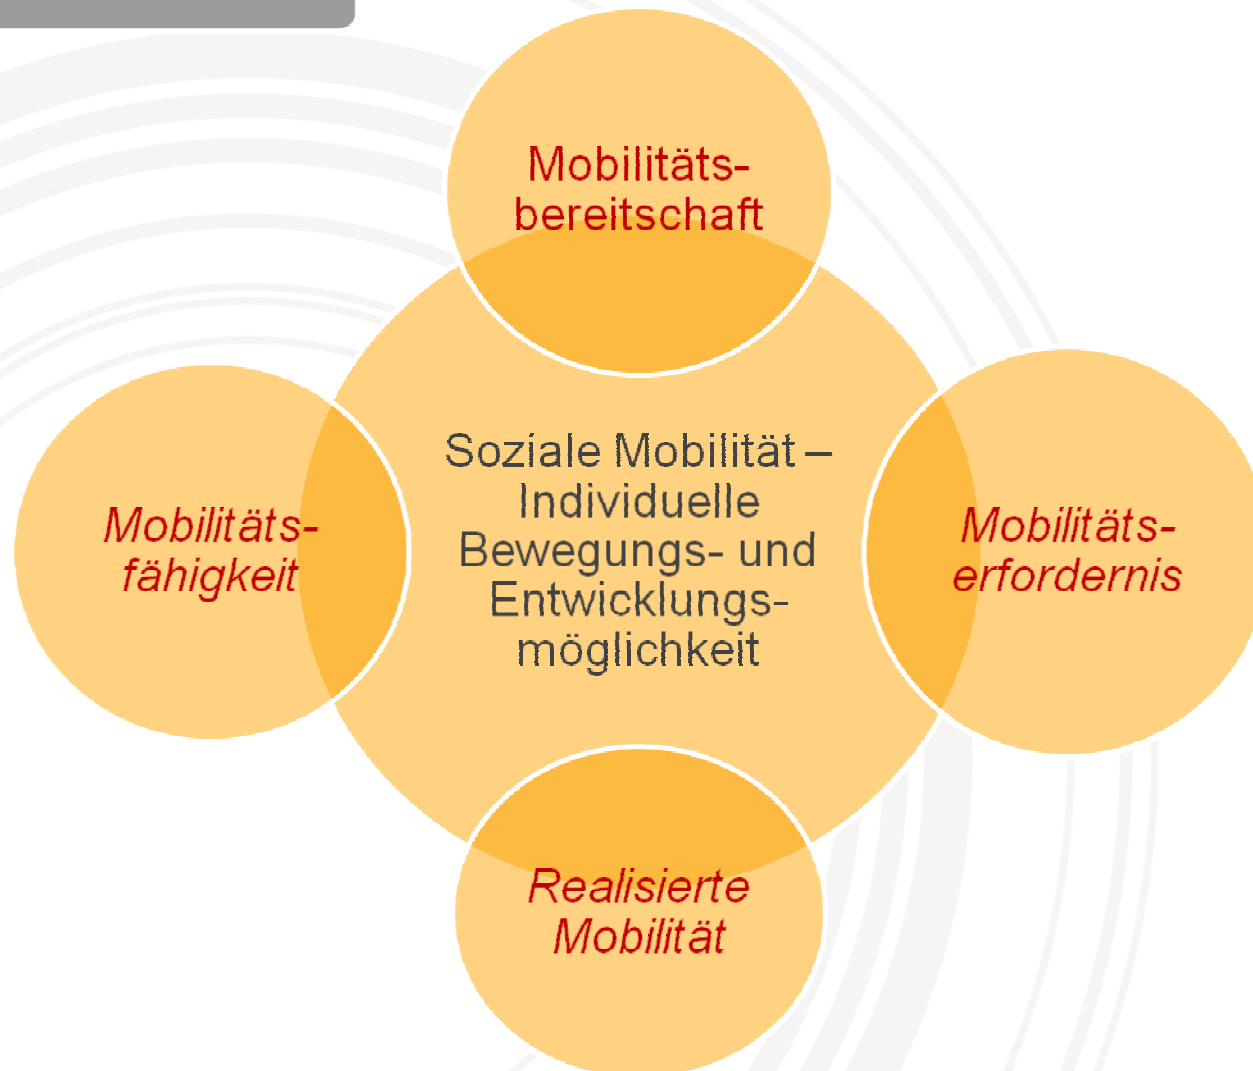 Mobilitäts-
bereitschaft
Soziale Mobilität –
Individuelle
Bewegungs- und
Entwicklungs-
möglichkeit
Mobilitäts-
fähigkeit
Mobilitäts-
erfordernis
Realisierte
Mobilität